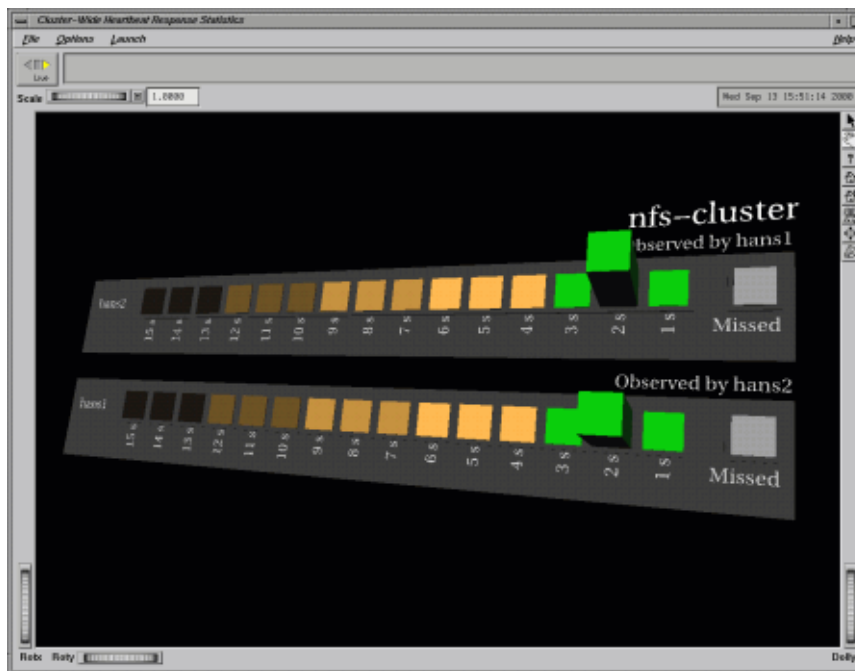 Cluster-Wide Heartbeat Response Statistics
File Options Launch Help
Live
Scale 1.0000 Wed Sep 13 15:51:14 2000
nfs-cluster
Observed by hans1
hans2 15 s 14 s 13 s 12 s 11 s 10 s 9 s 8 s 7 s 6 s 5 s 4 s 3 s 2 s 1 s Missed
Observed by hans2
hans1 15 s 14 s 13 s 12 s 11 s 10 s 9 s 8 s 7 s 6 s 5 s 4 s 3 s 2 s 1 s Missed
Rotx Roty Dolly